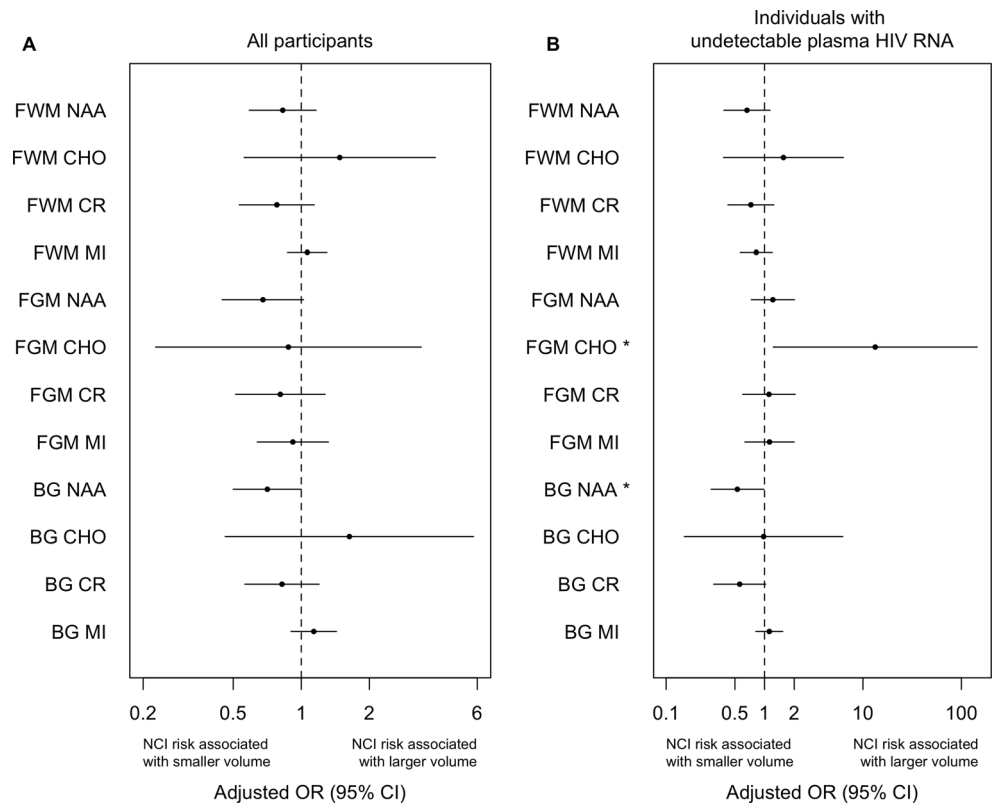 A
All participants
FWM NAA
FWM CHO
FWM CR
FWM MI
FGM NAA
FGM CHO
FGM CR
FGM MI
BG NAA
BG CHO
BG CR
BG MI
0.2 0.5 1 2 6
NCI risk associated
with smaller volume
NCI risk associated
with larger volume
Adjusted OR (95% CI)
B
Individuals with
undetectable plasma HIV RNA
FWM NAA
FWM CHO
FWM CR
FWM MI
FGM NAA
FGM CHO *
FGM CR
FGM MI
BG NAA *
BG CHO
BG CR
BG MI
0.1 0.5 1 2 10 100
NCI risk associated
with smaller volume
NCI risk associated
with larger volume
Adjusted OR (95% CI)